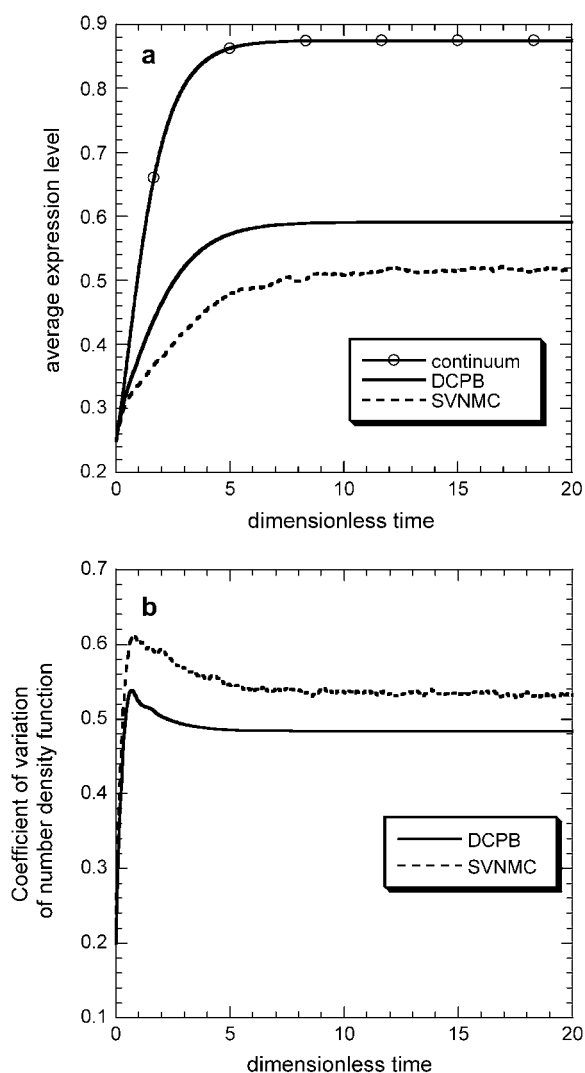 0.9
a
0.8
0.7
0.6
0.5
0.4
0.3
0.2
average expression level
continuum
DCPB
SVNMC
0 5 10 15 20
dimensionless time
0.7
b
0.6
0.5
0.4
0.3
0.2
0.1
Coefficient of variation
of number density function
DCPB
SVNMC
0 5 10 15 20
dimensionless time